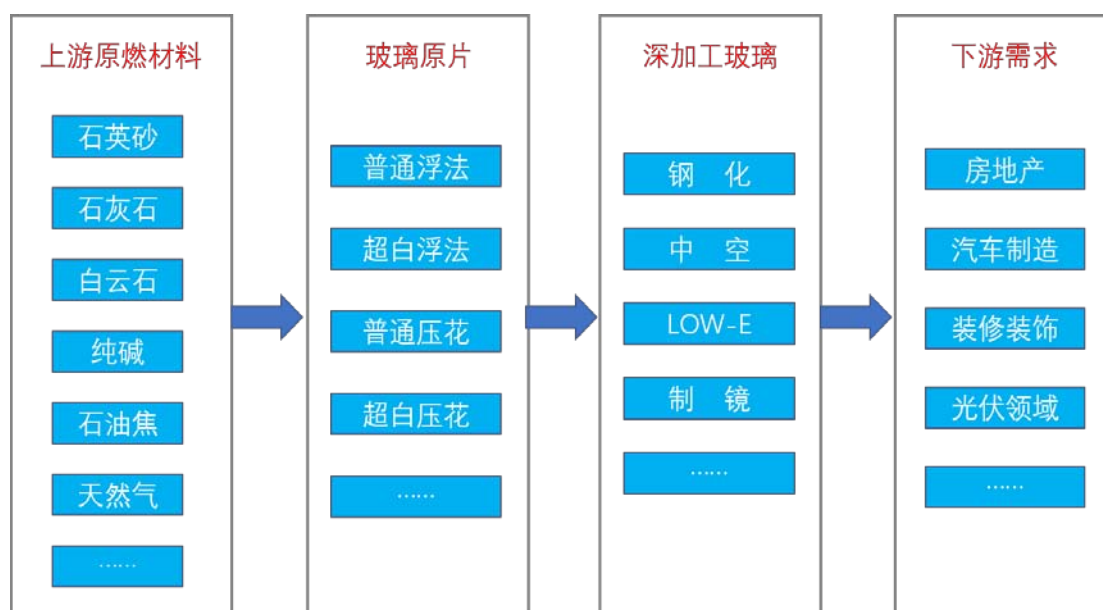 上游原燃材料
石英砂
石灰石
白云石
纯碱
石油焦
天然气
……
玻璃原片
普通浮法
超白浮法
普通压花
超白压花
……
深加工玻璃
钢 化
中 空
LOW-E
制 镜
……
下游需求
房地产
汽车制造
装修装饰
光伏领域
……